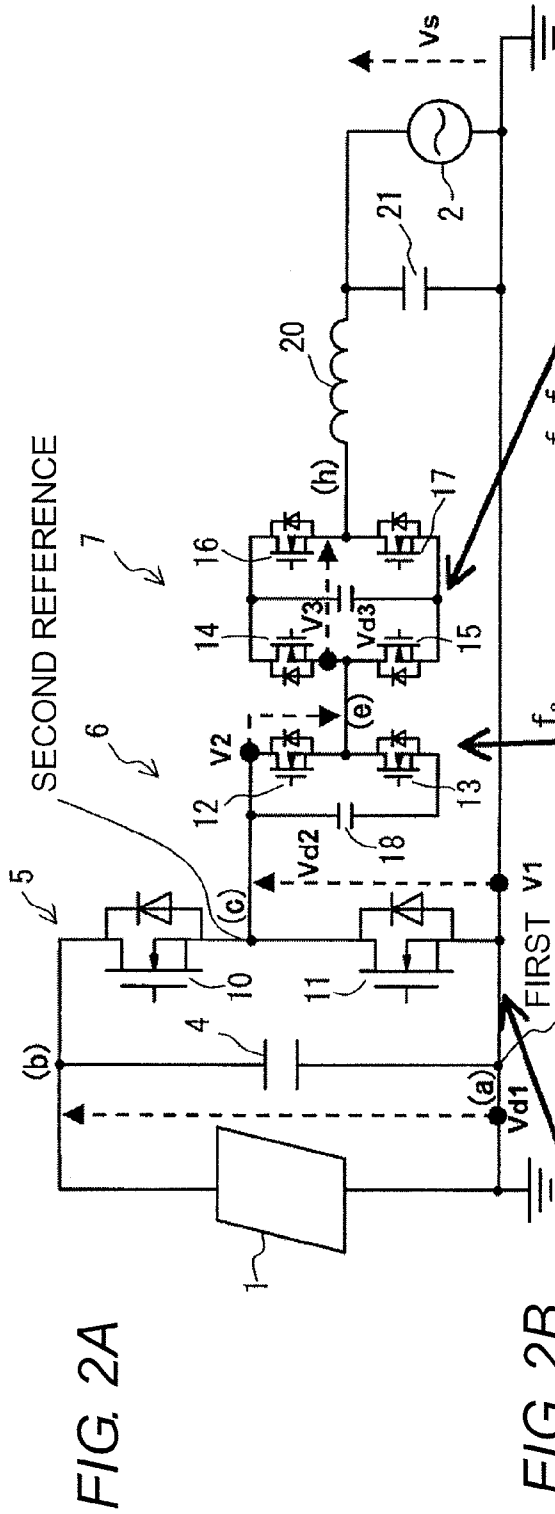 FIG. 2A
SECOND REFERENCE
5
6
7
(b)
(c)
(e)
(h)
(a)
1
4
10
11
12
13
14
15
16
17
18
20
21
2
Vd1
Vd2
V2
V3
Vd3
V1
Vs
FIRST
FIG. 2B